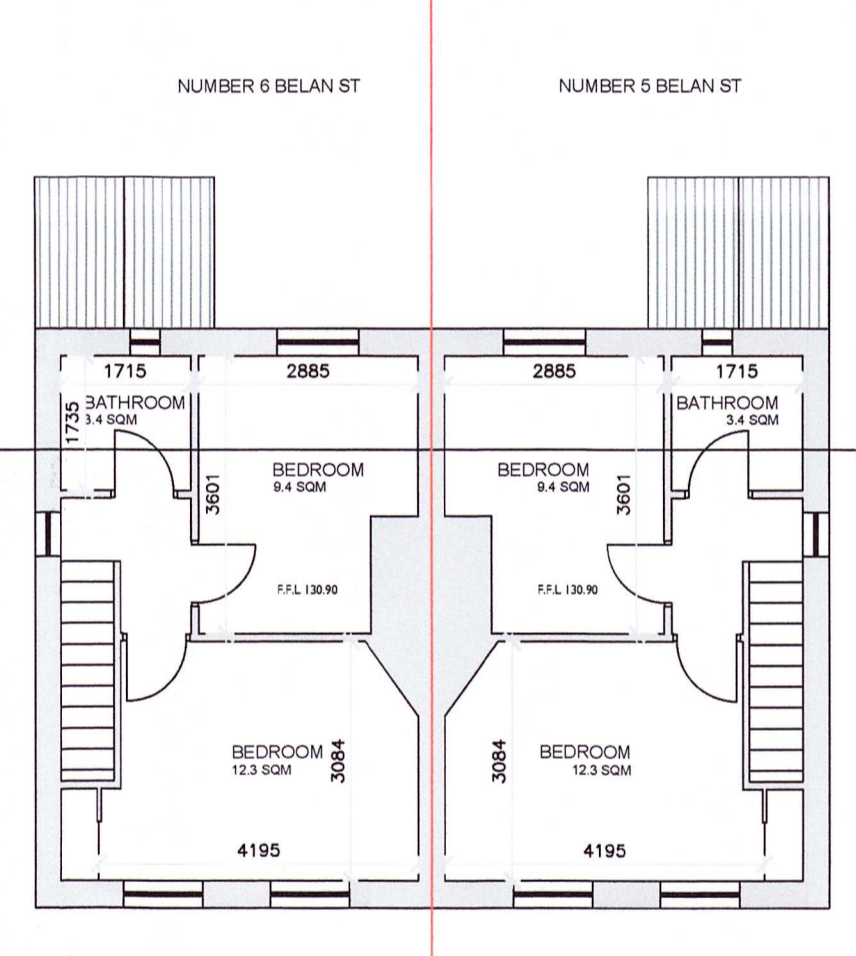 NUMBER 6 BELAN ST
NUMBER 5 BELAN ST
1715
2885
2885
1715
1735
BATHROOM
3.4 SQM
BATHROOM
3.4 SQM
BEDROOM
9.4 SQM
3601
BEDROOM
9.4 SQM
3601
F.F.L 130.90
F.F.L 130.90
BEDROOM
12.3 SQM
3084
3084
BEDROOM
12.3 SQM
4195
4195